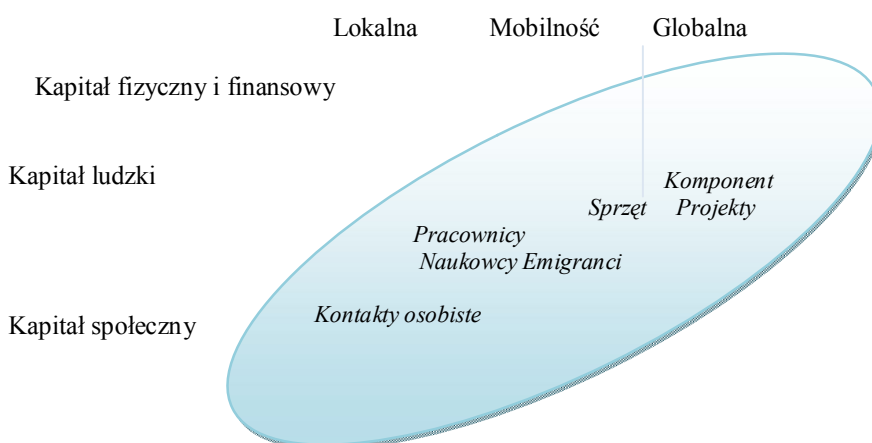 Lokalna Mobilność Globalna
Kapitał fizyczny i finansowy
Kapitał ludzki
Komponent
Sprzęt Projekty
Pracownicy
Naukowcy Emigranci
Kontakty osobiste
Kapitał społeczny